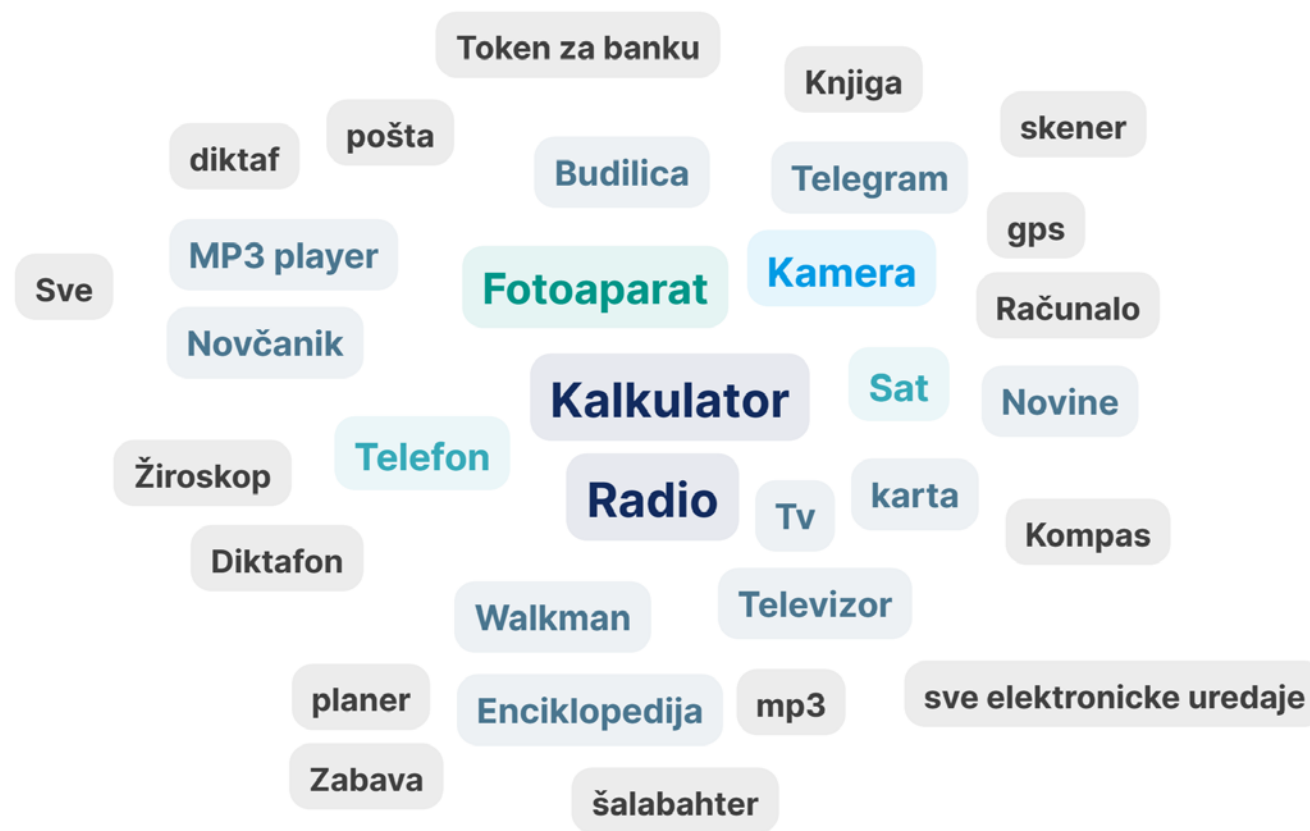 Token za banku
Knjiga
skener
pošta
diktaf
Budilica
Telegram
gps
MP3 player
Sve
Fotoaparat
Kamera
Računalo
Novčanik
Kalkulator
Sat
Novine
Telefon
Žiroskop
Radio
Tv
karta
Kompas
Diktafon
Walkman
Televizor
planer
Enciklopedija
mp3
sve elektronicke uredaje
Zabava
šalabahter